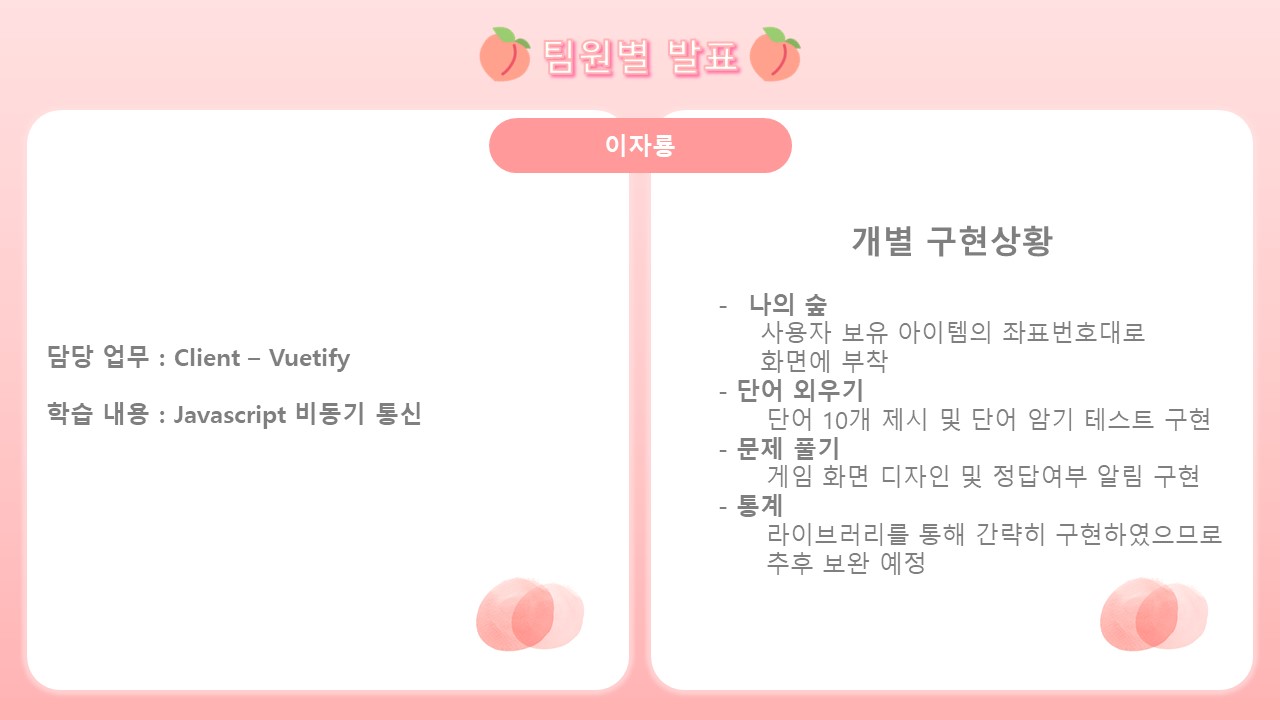 팀원별 발표
이자룡
담당 업무 : Client – Vuetify
학습 내용 : Javascript 비동기 통신
개별 구현상황
- 나의 숲
사용자 보유 아이템의 좌표번호대로
화면에 부착
- 단어 외우기
단어 10개 제시 및 단어 암기 테스트 구현
- 문제 풀기
게임 화면 디자인 및 정답여부 알림 구현
- 통계
라이브러리를 통해 간략히 구현하였으므로
추후 보완 예정